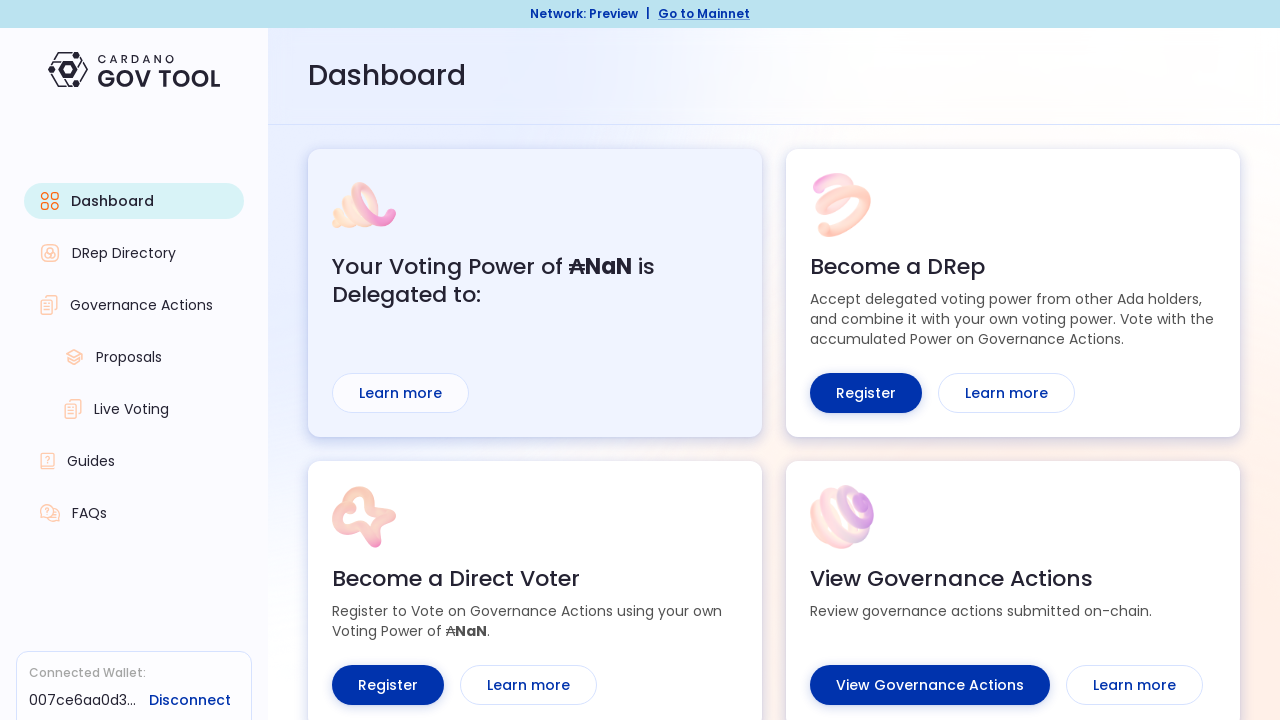 Network: Preview | Go to Mainnet
CARDANO
GOV TOOL
Dashboard
DRep Directory
Governance Actions
Proposals
Live Voting
Guides
FAQs
Connected Wallet:
007ce6aa0d3... Disconnect
Dashboard
Your Voting Power of ₳NaN is
Delegated to:
Learn more
Become a DRep
Accept delegated voting power from other Ada holders,
and combine it with your own voting power. Vote with the
accumulated Power on Governance Actions.
Register Learn more
Become a Direct Voter
Register to Vote on Governance Actions using your own
Voting Power of ₳NaN.
Register Learn more
View Governance Actions
Review governance actions submitted on-chain.
View Governance Actions Learn more